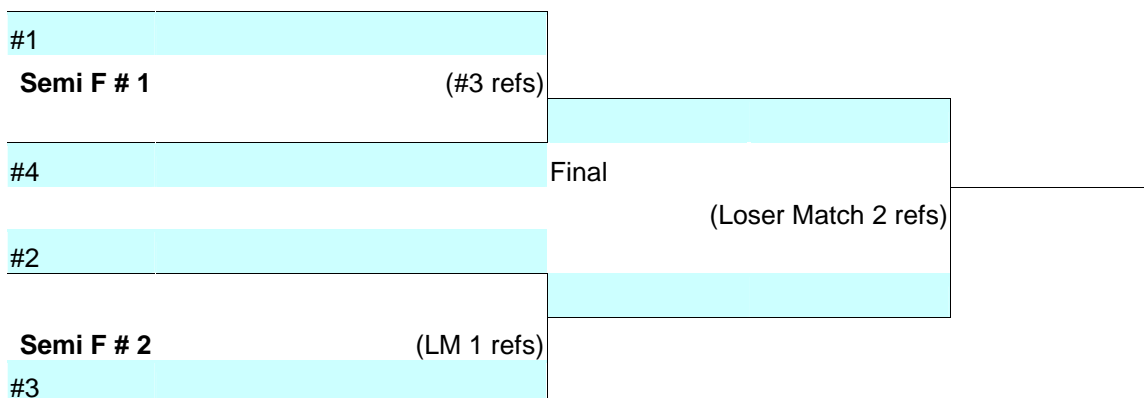 #1
Semi F # 1 (#3 refs)
#4 Final
(Loser Match 2 refs)
#2
Semi F # 2 (LM 1 refs)
#3